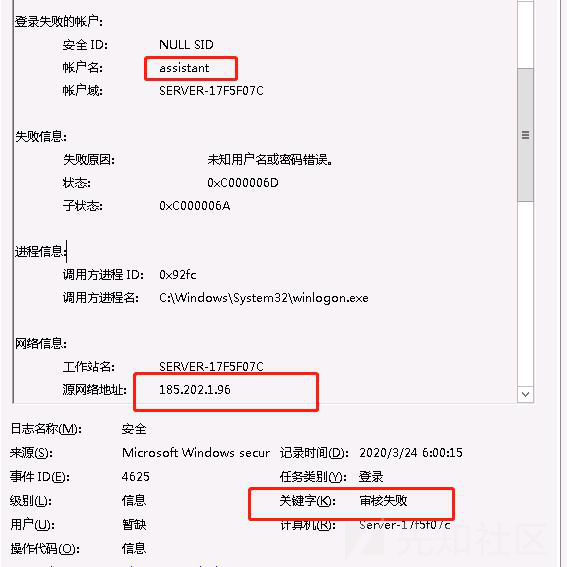 登录失败的帐户:
安全 ID: NULL SID
帐户名: assistant
帐户域: SERVER-17F5F07C
失败信息:
失败原因: 未知用户名或密码错误。
状态: 0xC000006D
子状态: 0xC000006A
进程信息:
调用方进程 ID: 0x92fc
调用方进程名: C:\Windows\System32\winlogon.exe
网络信息:
工作站名: SERVER-17F5F07C
源网络地址: 185.202.1.96
日志名称(M): 安全
来源(S): Microsoft Windows secur 记录时间(D): 2020/3/24 6:00:15
事件 ID(E): 4625 任务类别(Y): 登录
级别(L): 信息 关键字(K): 审核失败
用户(U): 暂缺 计算机(R): Server-17f5f07c
操作代码(O): 信息
先知社区